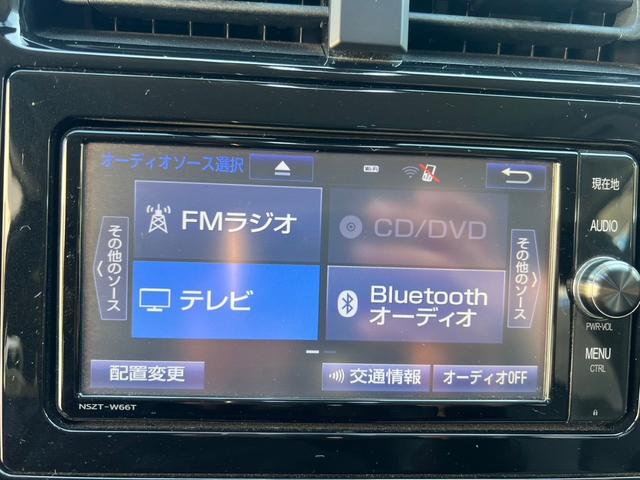 オーディオソース選択
Wi-Fi
現在地
FMラジオ
CD/DVD
AUDIO
その他のソース
その他のソース
テレビ
Bluetooth
オーディオ
PWR-VOL
MENU
CTRL
配置変更
交通情報
オーディオOFF
NSZT-W66T